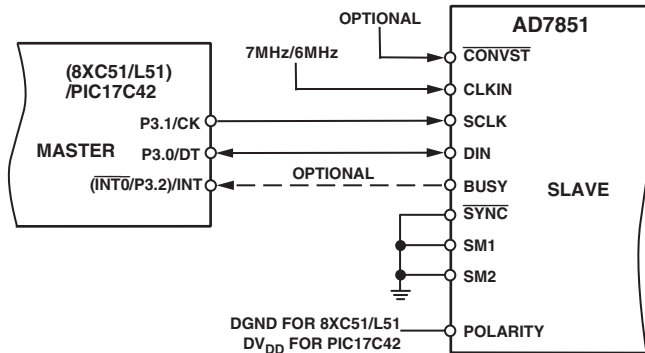 OPTIONAL
AD7851
7MHz/6MHz
(8XC51/L51)
/PIC17C42
CONVST
CLKIN
P3.1/CK
SCLK
MASTER
P3.0/DT
DIN
OPTIONAL
(INT0/P3.2)/INT
BUSY
SLAVE
SYNC
SM1
SM2
DGND FOR 8XC51/L51
DVDD FOR PIC17C42
POLARITY